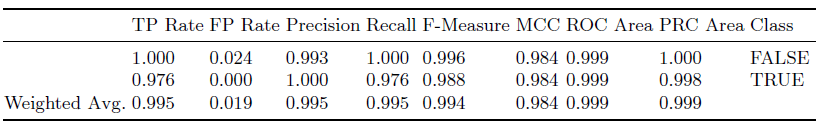 TP Rate FP Rate Precision Recall F-Measure MCC ROC Area PRC Area Class
1.000 0.024 0.993 1.000 0.996 0.984 0.999 1.000 FALSE
0.976 0.000 1.000 0.976 0.988 0.984 0.999 0.998 TRUE
Weighted Avg. 0.995 0.019 0.995 0.995 0.994 0.984 0.999 0.999